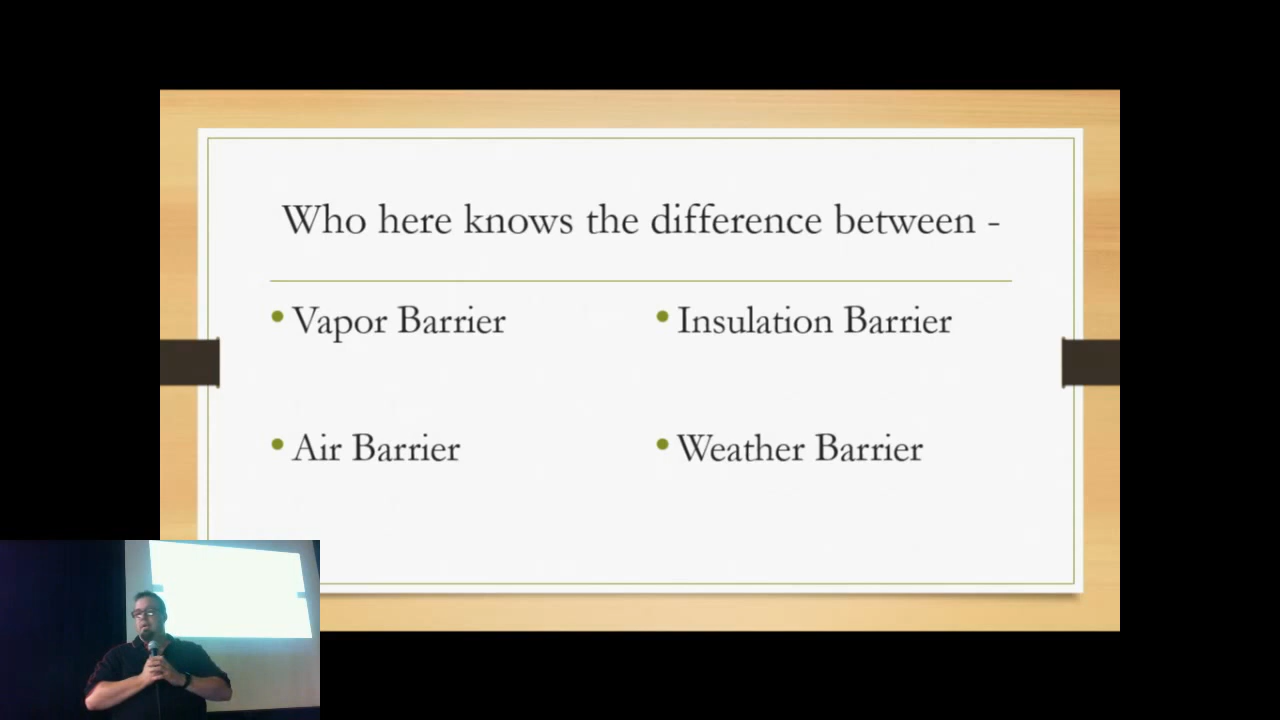 Who here knows the difference between -
• Vapor Barrier
• Air Barrier
• Insulation Barrier
• Weather Barrier